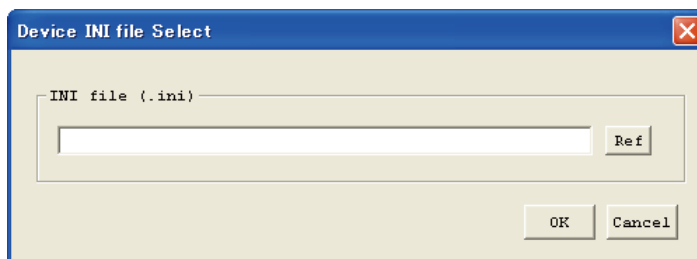 Device INI file Select
INI file (.ini)
Ref
OK Cancel